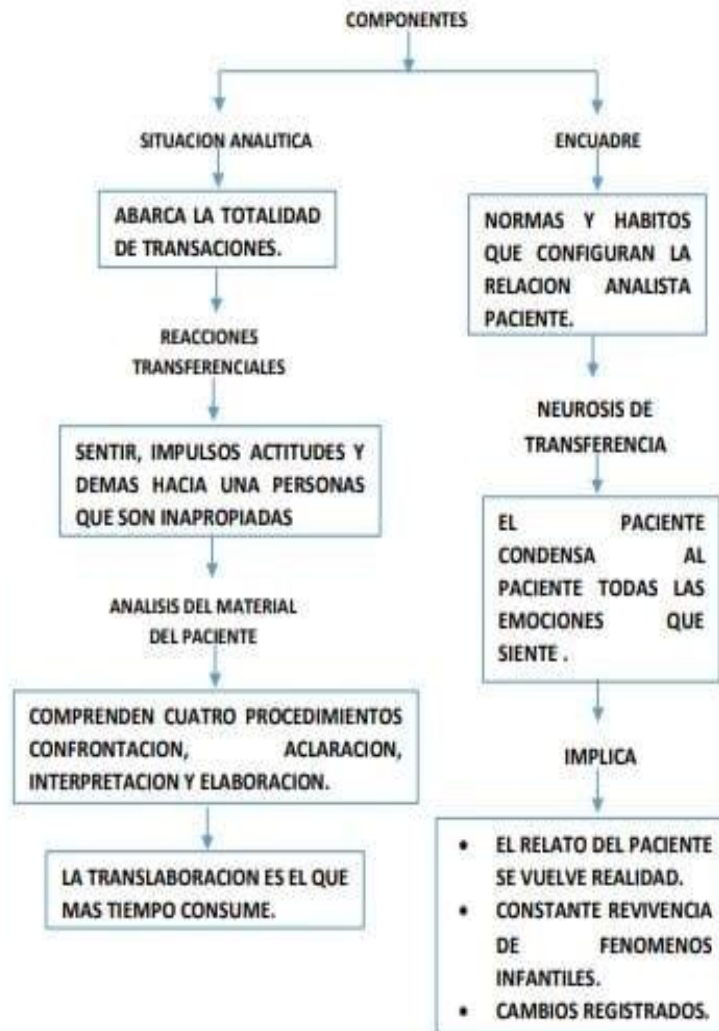 COMPONENTES
SITUACION ANALITICA
ABARCA LA TOTALIDAD
DE TRANSACIONES.
REACCIONES
TRANSFERENCIALES
SENTIR, IMPULSOS ACTITUDES Y
DEMAS HACIA UNA PERSONAS
QUE SON INAPROPIADAS
ANALISIS DEL MATERIAL
DEL PACIENTE
COMPRENDEN CUATRO PROCEDIMIENTOS
CONFRONTACION, ACLARACION,
INTERPRETACION Y ELABORACION.
LA TRANSLABORACION ES EL QUE
MAS TIEMPO CONSUME.
ENCUADRE
NORMAS Y HABITOS
QUE CONFIGURAN LA
RELACION ANALISTA
PACIENTE.
NEUROSIS DE
TRANSFERENCIA
EL PACIENTE
CONDENSA AL
PACIENTE TODAS LAS
EMOCIONES QUE
SIENTE .
IMPLICA
• EL RELATO DEL PACIENTE
SE VUELVE REALIDAD.
• CONSTANTE REVIVENCIA
DE FENOMENOS
INFANTILES.
• CAMBIOS REGISTRADOS.